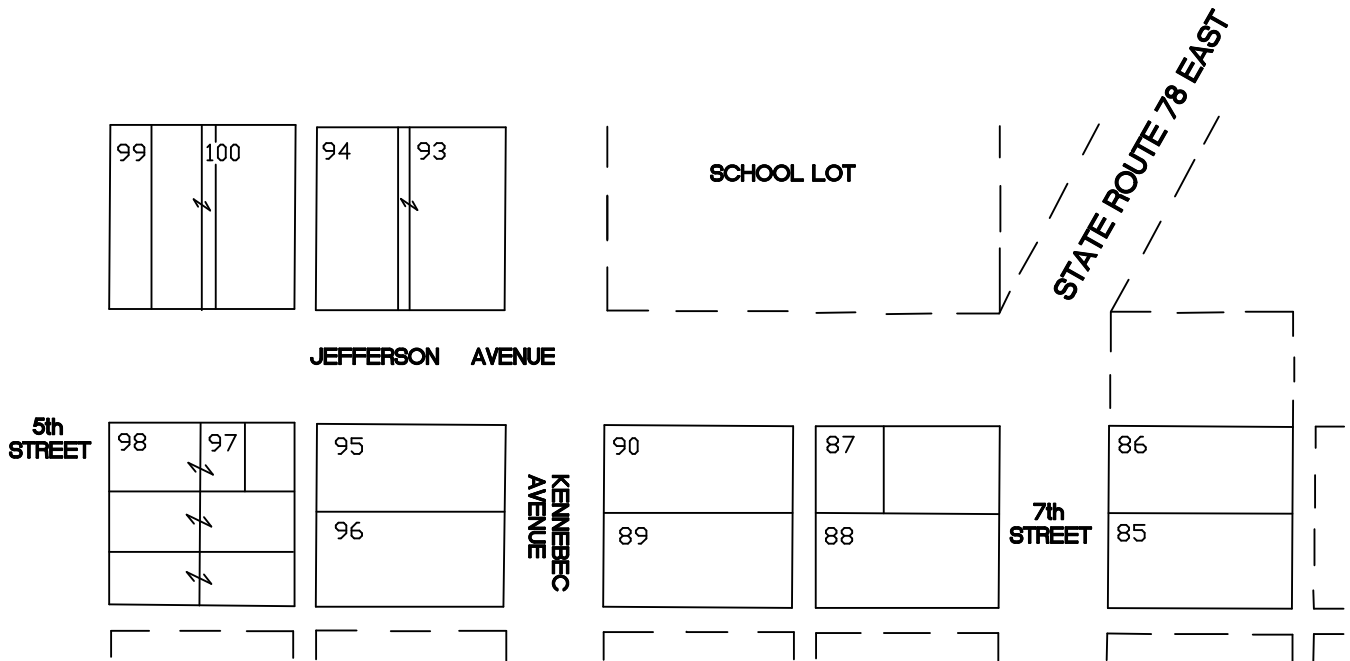 STATE ROUTE 78 EAST
99
100
94
93
SCHOOL LOT
JEFFERSON AVENUE
5th
STREET
98
97
95
90
87
86
KENNEBEC
AVENUE
7th
STREET
96
89
88
85